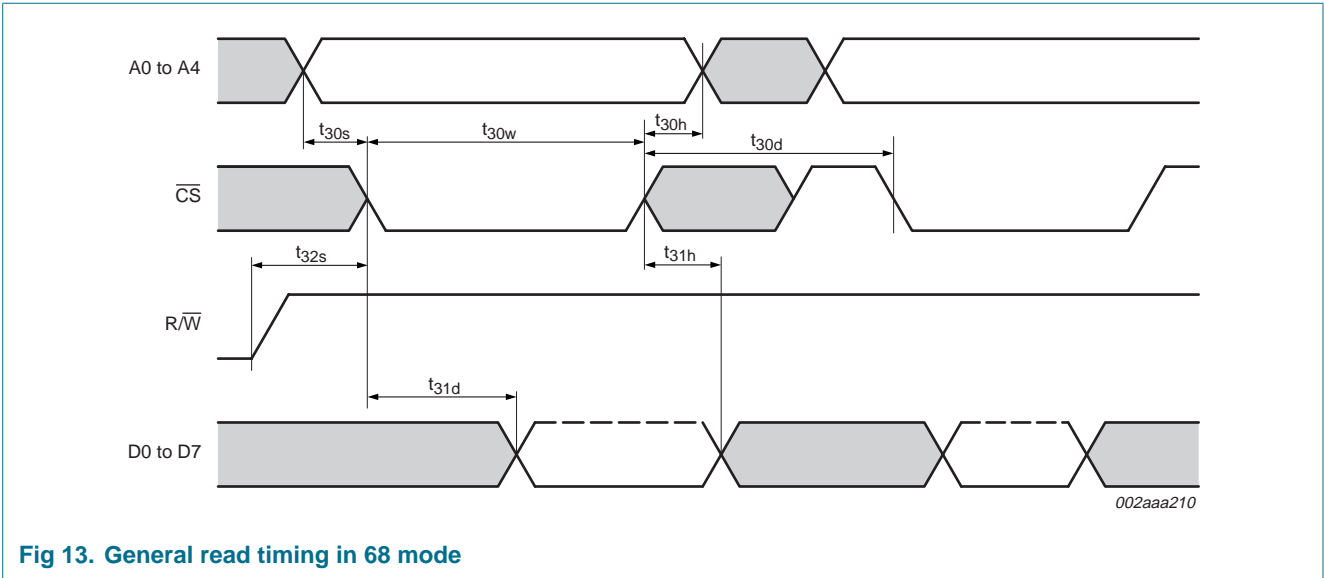 A0 to A4
t30s
t30w
t30h
t30d
CS
t32s
t31h
R/W
t31d
D0 to D7
002aaa210
Fig 13. General read timing in 68 mode